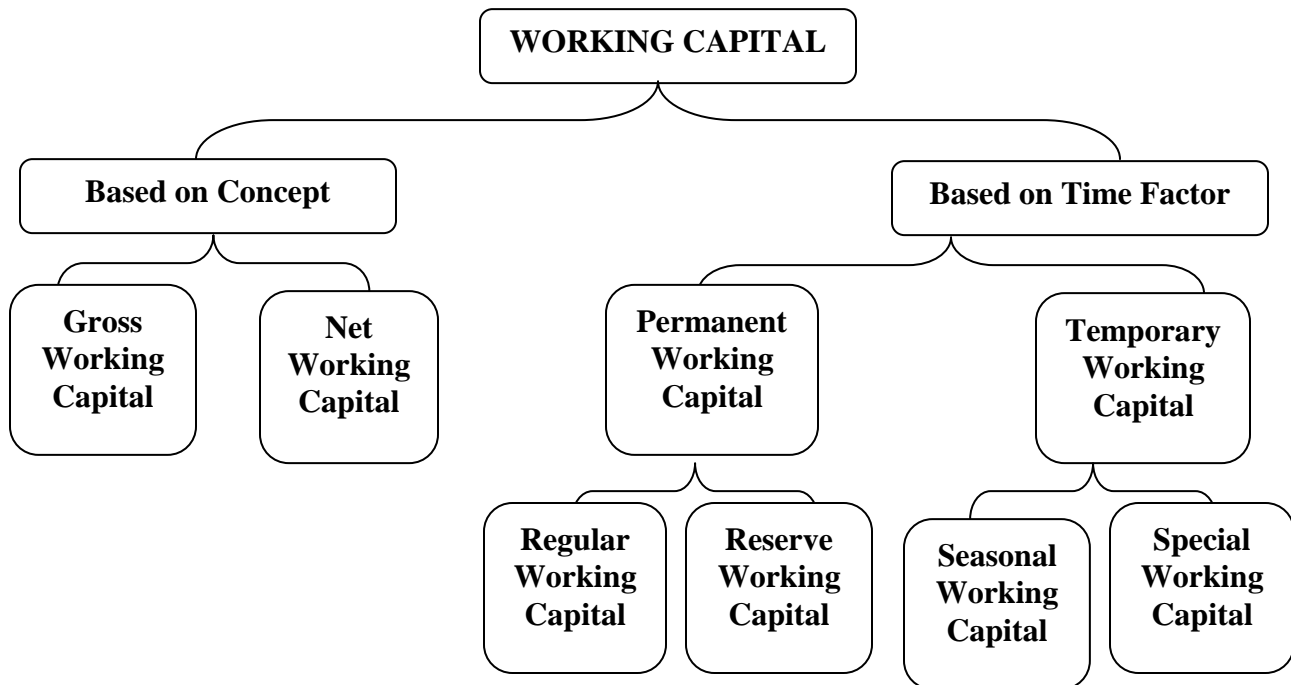 WORKING CAPITAL
Based on Concept
Based on Time Factor
Gross
Working
Capital
Net
Working
Capital
Permanent
Working
Capital
Temporary
Working
Capital
Regular
Working
Capital
Reserve
Working
Capital
Seasonal
Working
Capital
Special
Working
Capital